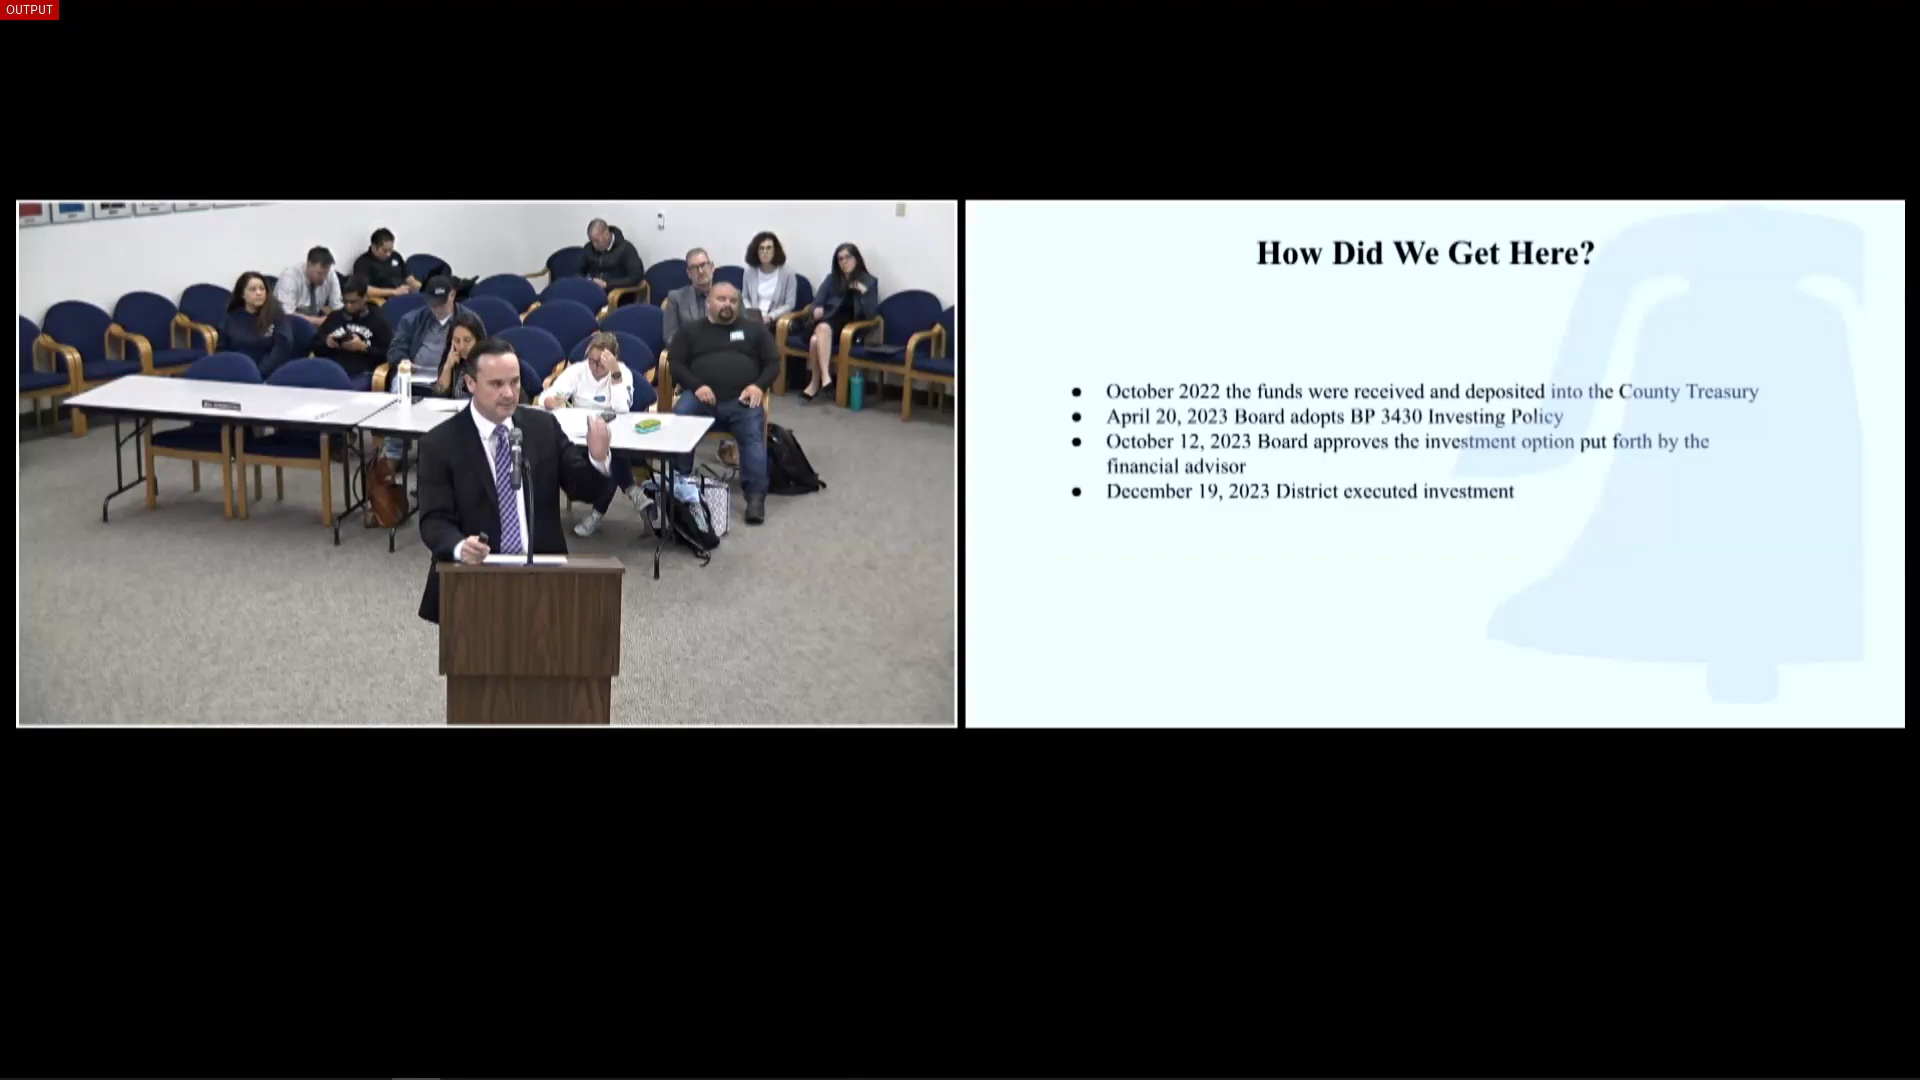 OUTPUT
How Did We Get Here?
● October 2022 the funds were received and deposited into the County Treasury
● April 20, 2023 Board adopts BP 3430 Investing Policy
● October 12, 2023 Board approves the investment option put forth by the
financial advisor
● December 19, 2023 District executed investment